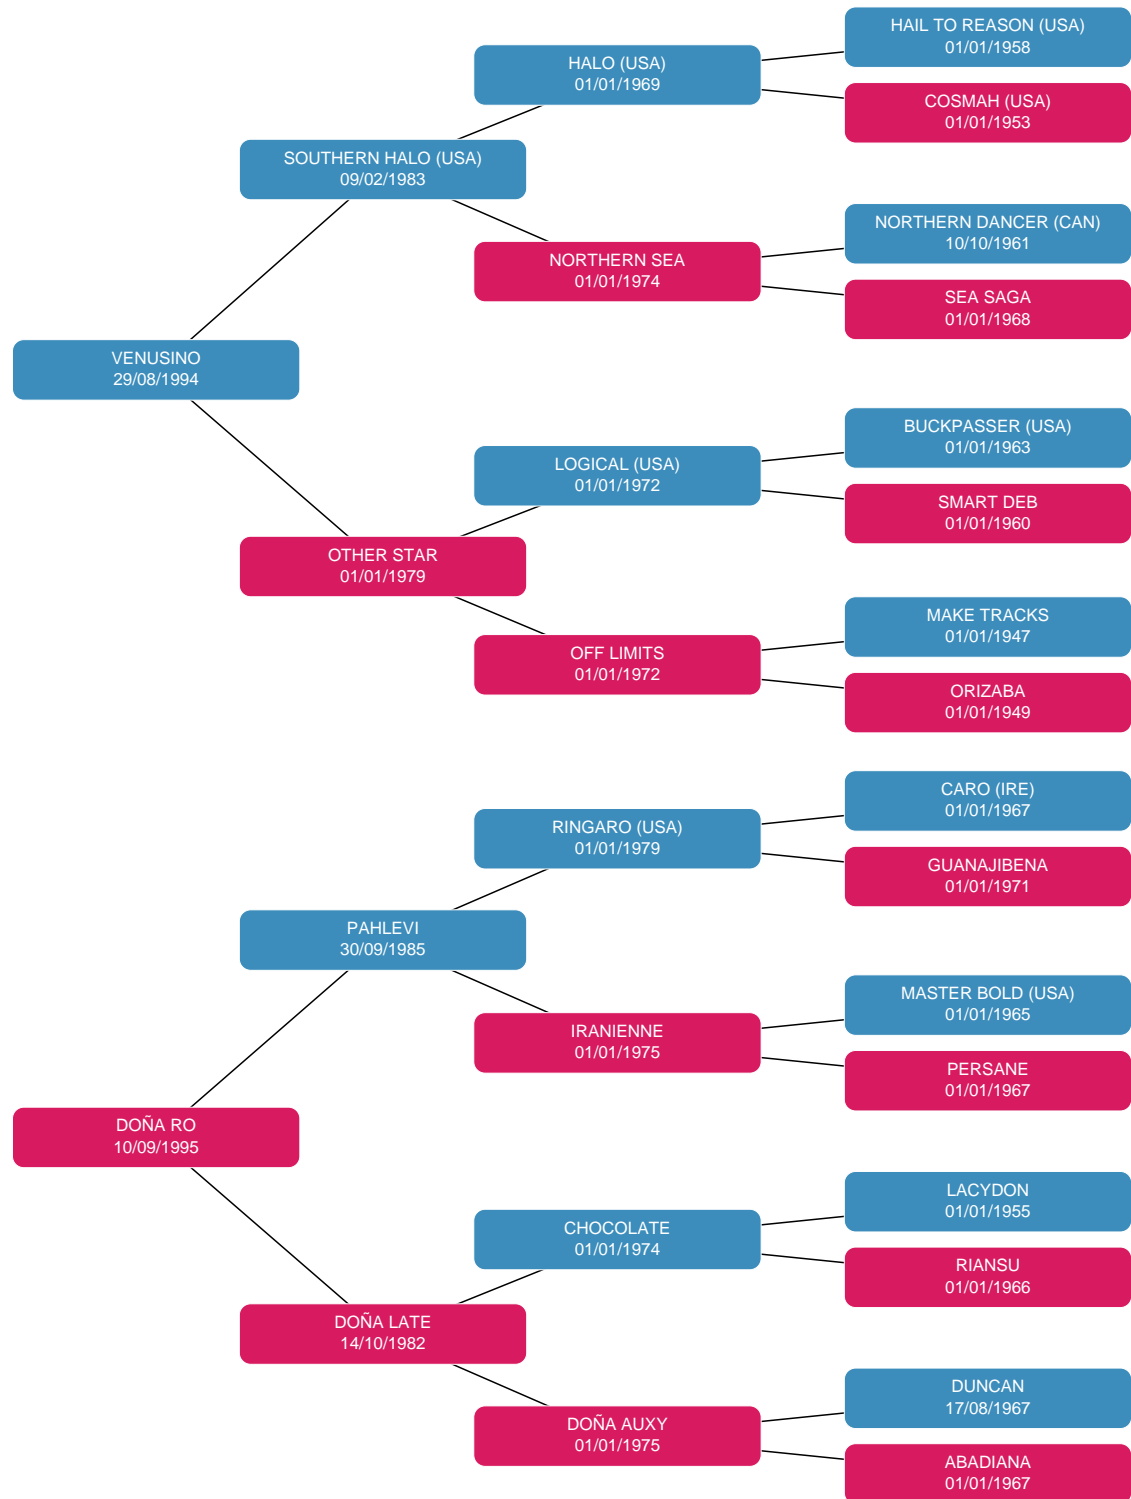 HAIL TO REASON (USA)
01/01/1958
HALO (USA)
01/01/1969
COSMAH (USA)
01/01/1953
SOUTHERN HALO (USA)
09/02/1983
NORTHERN DANCER (CAN)
10/10/1961
NORTHERN SEA
01/01/1974
SEA SAGA
01/01/1968
VENUSINO
29/08/1994
BUCKPASSER (USA)
01/01/1963
LOGICAL (USA)
01/01/1972
SMART DEB
01/01/1960
OTHER STAR
01/01/1979
MAKE TRACKS
01/01/1947
OFF LIMITS
01/01/1972
ORIZABA
01/01/1949
CARO (IRE)
01/01/1967
RINGARO (USA)
01/01/1979
GUANAJIBENA
01/01/1971
PAHLEVI
30/09/1985
MASTER BOLD (USA)
01/01/1965
IRANIENNE
01/01/1975
PERSANE
01/01/1967
DOÑA RO
10/09/1995
LACYDON
01/01/1955
CHOCOLATE
01/01/1974
RIANSU
01/01/1966
DOÑA LATE
14/10/1982
DUNCAN
17/08/1967
DOÑA AUXY
01/01/1975
ABADIANA
01/01/1967